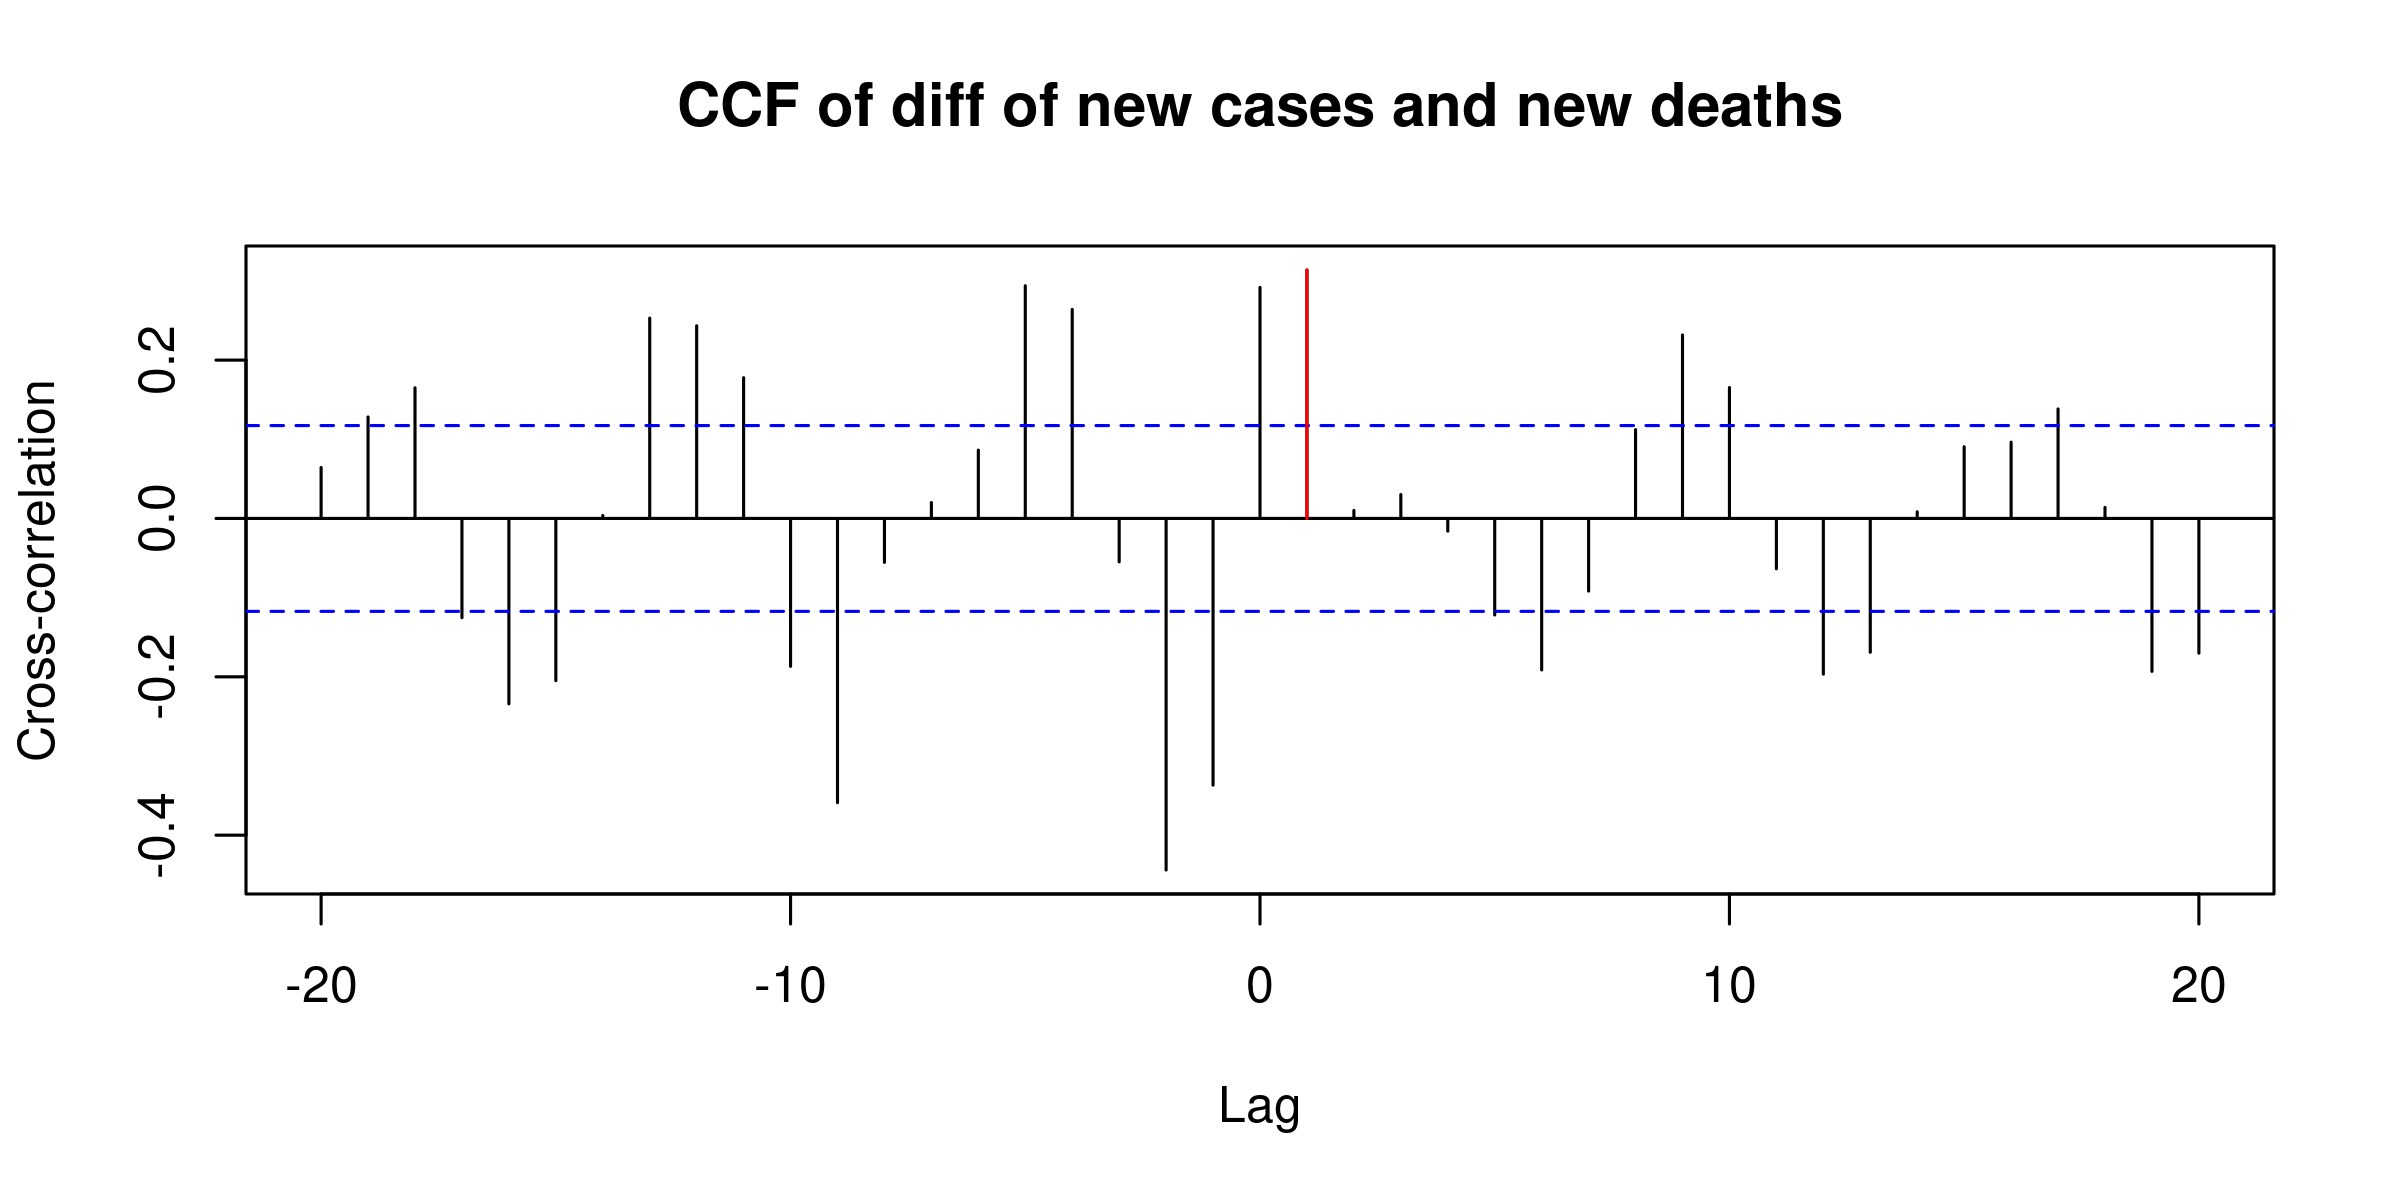 CCF of diff of new cases and new deaths
Cross-correlation
0.2
0.0
-0.2
-0.4
-20 -10 0 10 20
Lag